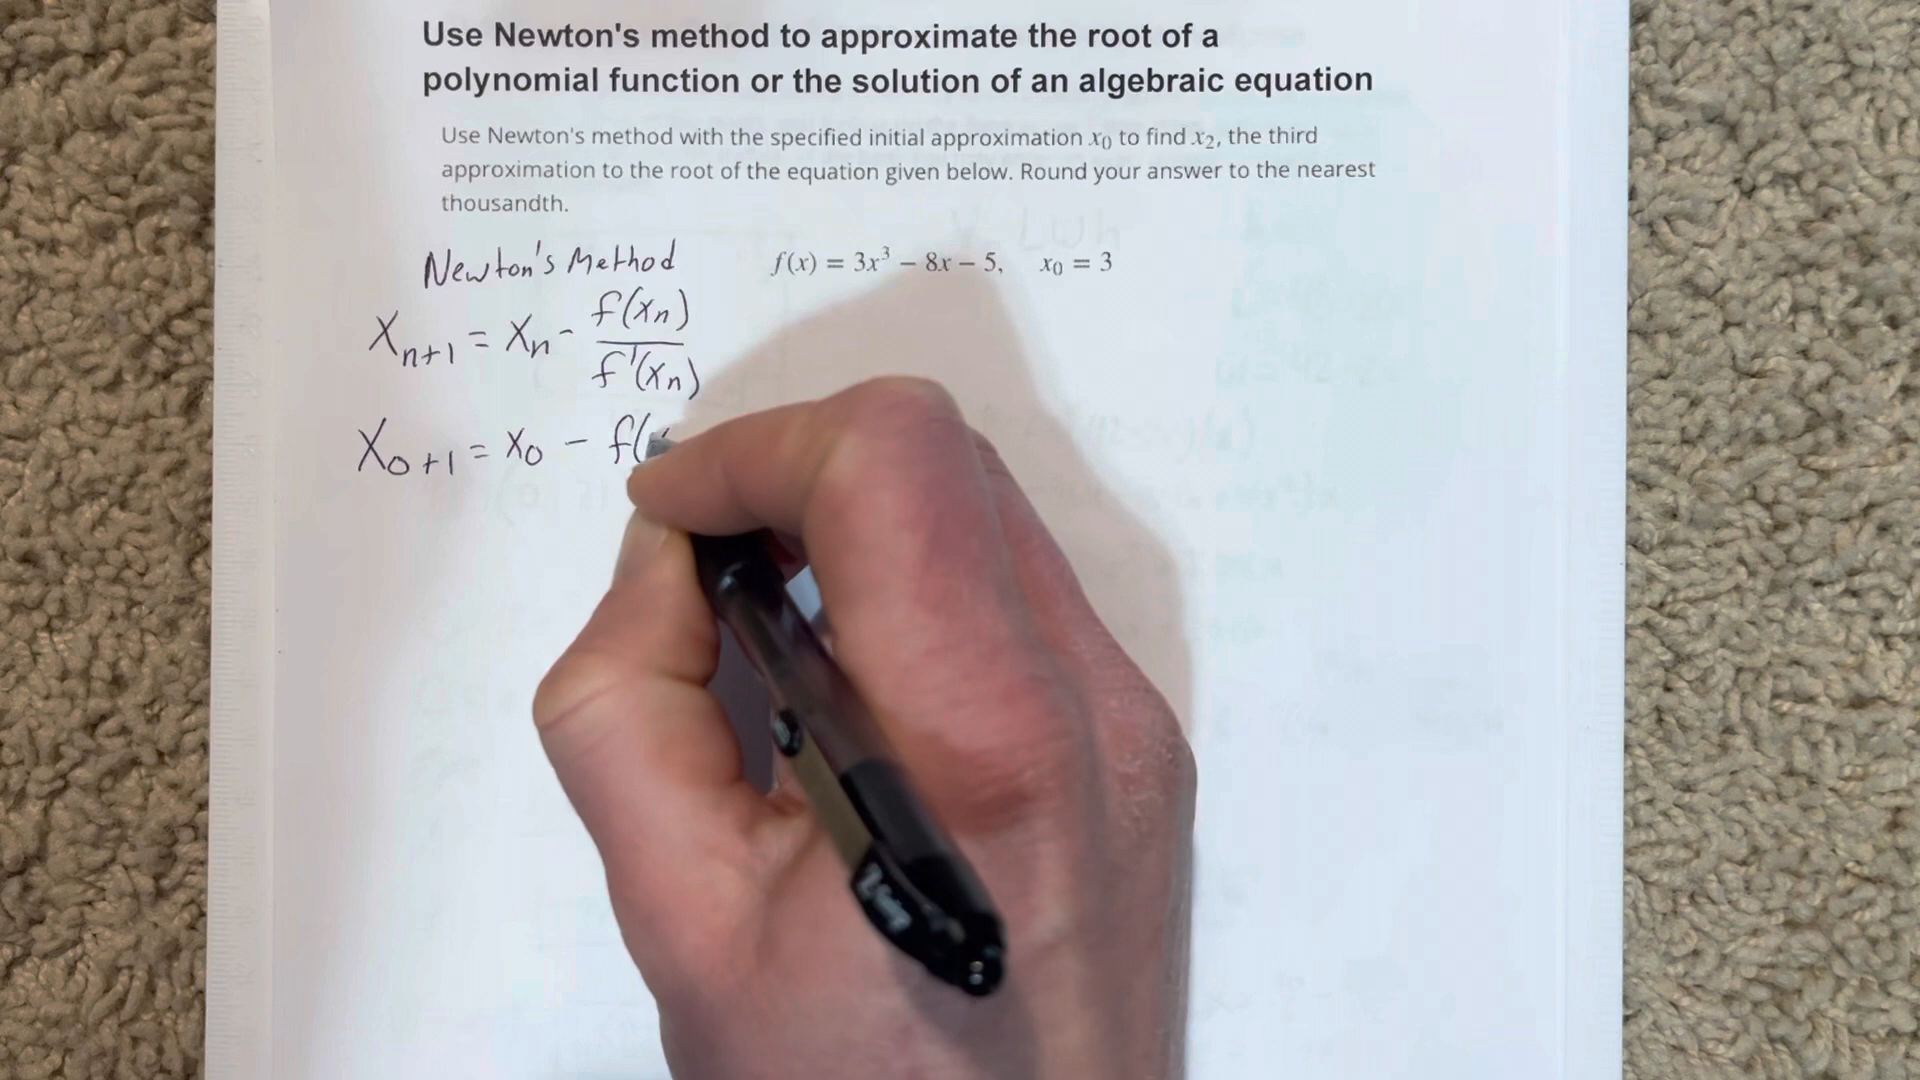 Use Newton's method to approximate the root of a
polynomial function or the solution of an algebraic equation
Use Newton's method with the specified initial approximation x₀ to find x₂, the third
approximation to the root of the equation given below. Round your answer to the nearest
thousandth.
Newton's Method
f(x) = 3x³ – 8x – 5, x₀ = 3
Xₙ₊₁ = Xₙ - f(xₙ) / f'(xₙ)
X₀₊₁ = X₀ - f(